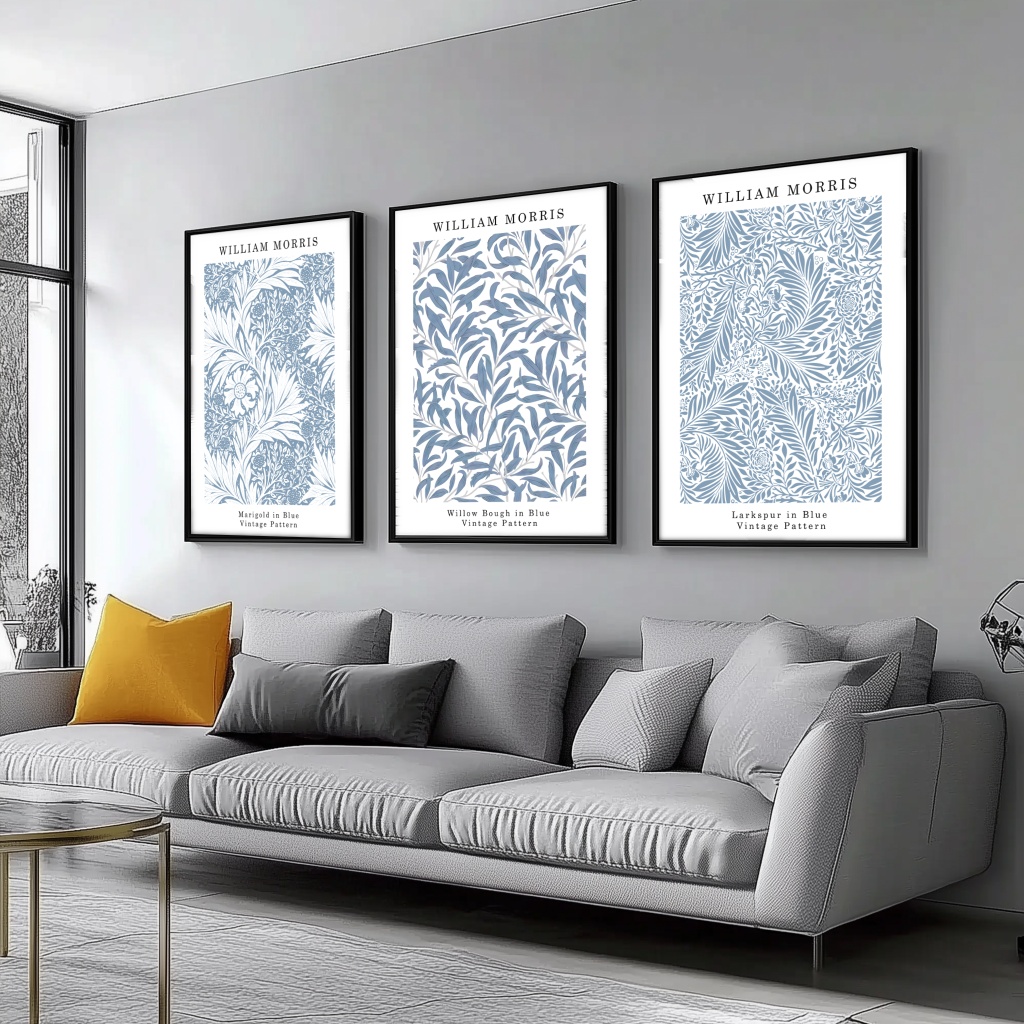 WILLIAM MORRIS
Marigold in Blue
Vintage Pattern
WILLIAM MORRIS
Willow Bough in Blue
Vintage Pattern
WILLIAM MORRIS
Larkspur in Blue
Vintage Pattern